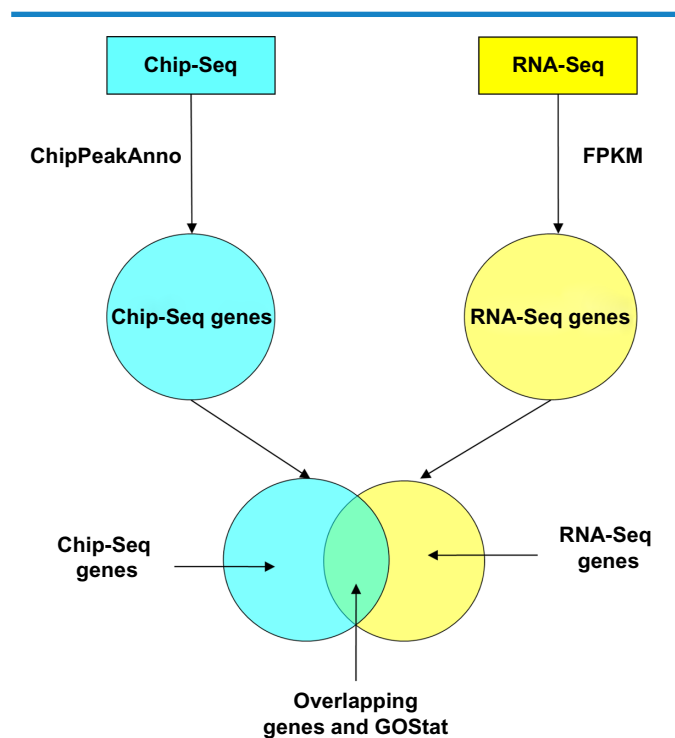 Chip-Seq
RNA-Seq
ChipPeakAnno
FPKM
Chip-Seq genes
RNA-Seq genes
Chip-Seq
genes
RNA-Seq
genes
Overlapping
genes and GOStat